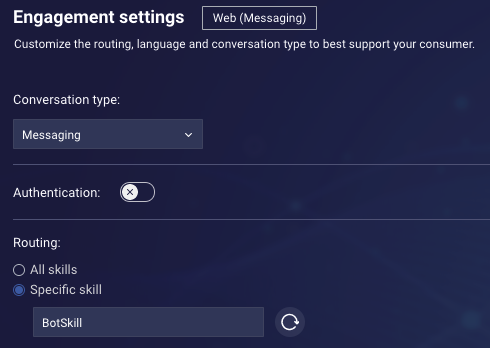 Engagement settings Web (Messaging)
Customize the routing, language and conversation type to best support your consumer.
Conversation type:
Messaging
Authentication:
Routing:
All skills
Specific skill
BotSkill